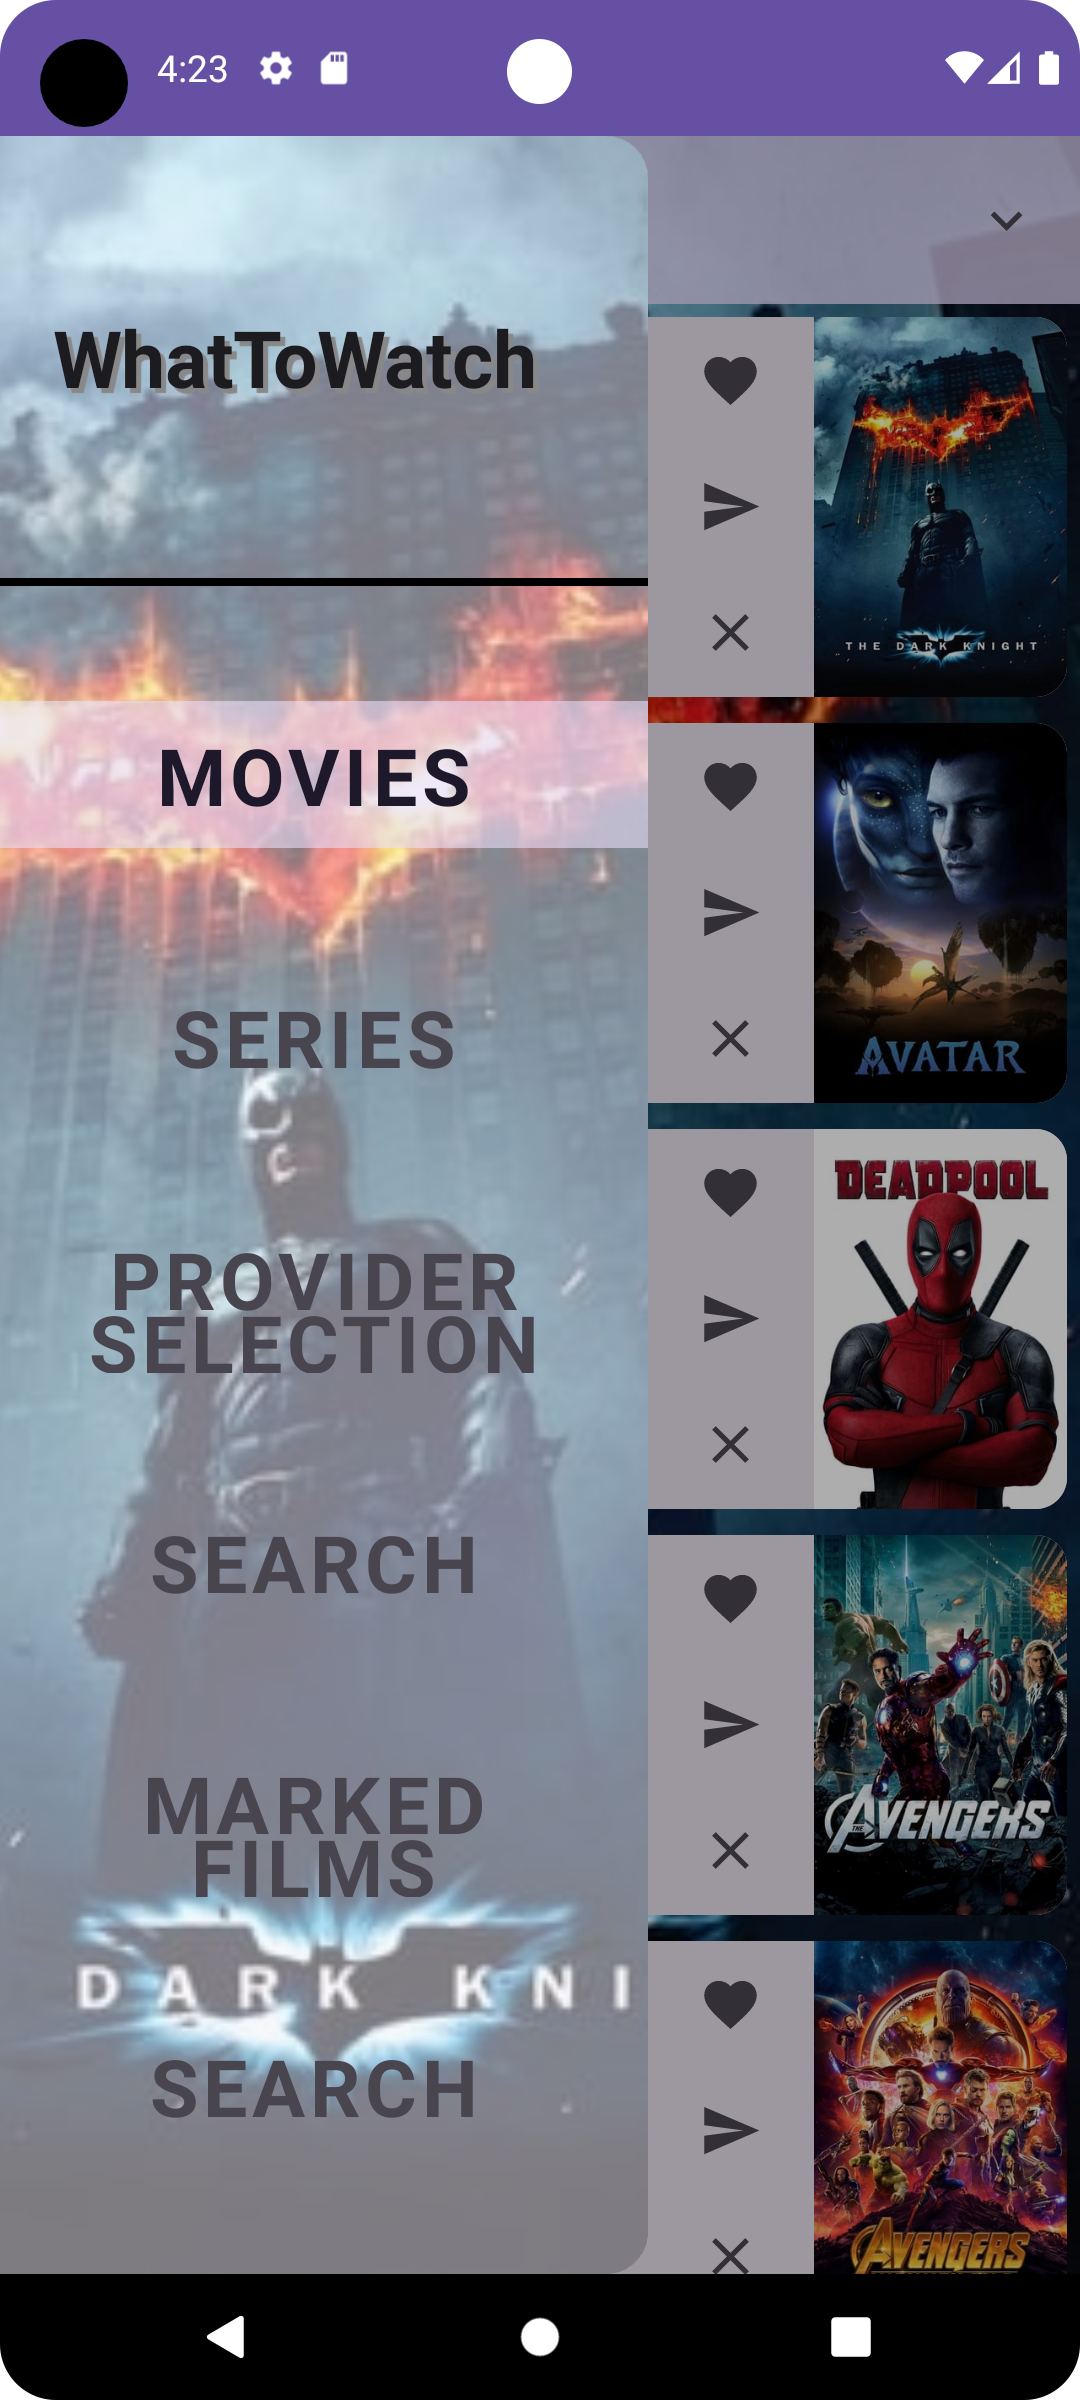 4:23
WhatToWatch
MOVIES
SERIES
PROVIDER
SELECTION
SEARCH
MARKED
FILMS
DARK KNI
SEARCH
THE DARK KNIGHT
AVATAR
DEADPOOL
THE AVENGERS
AVENGERS